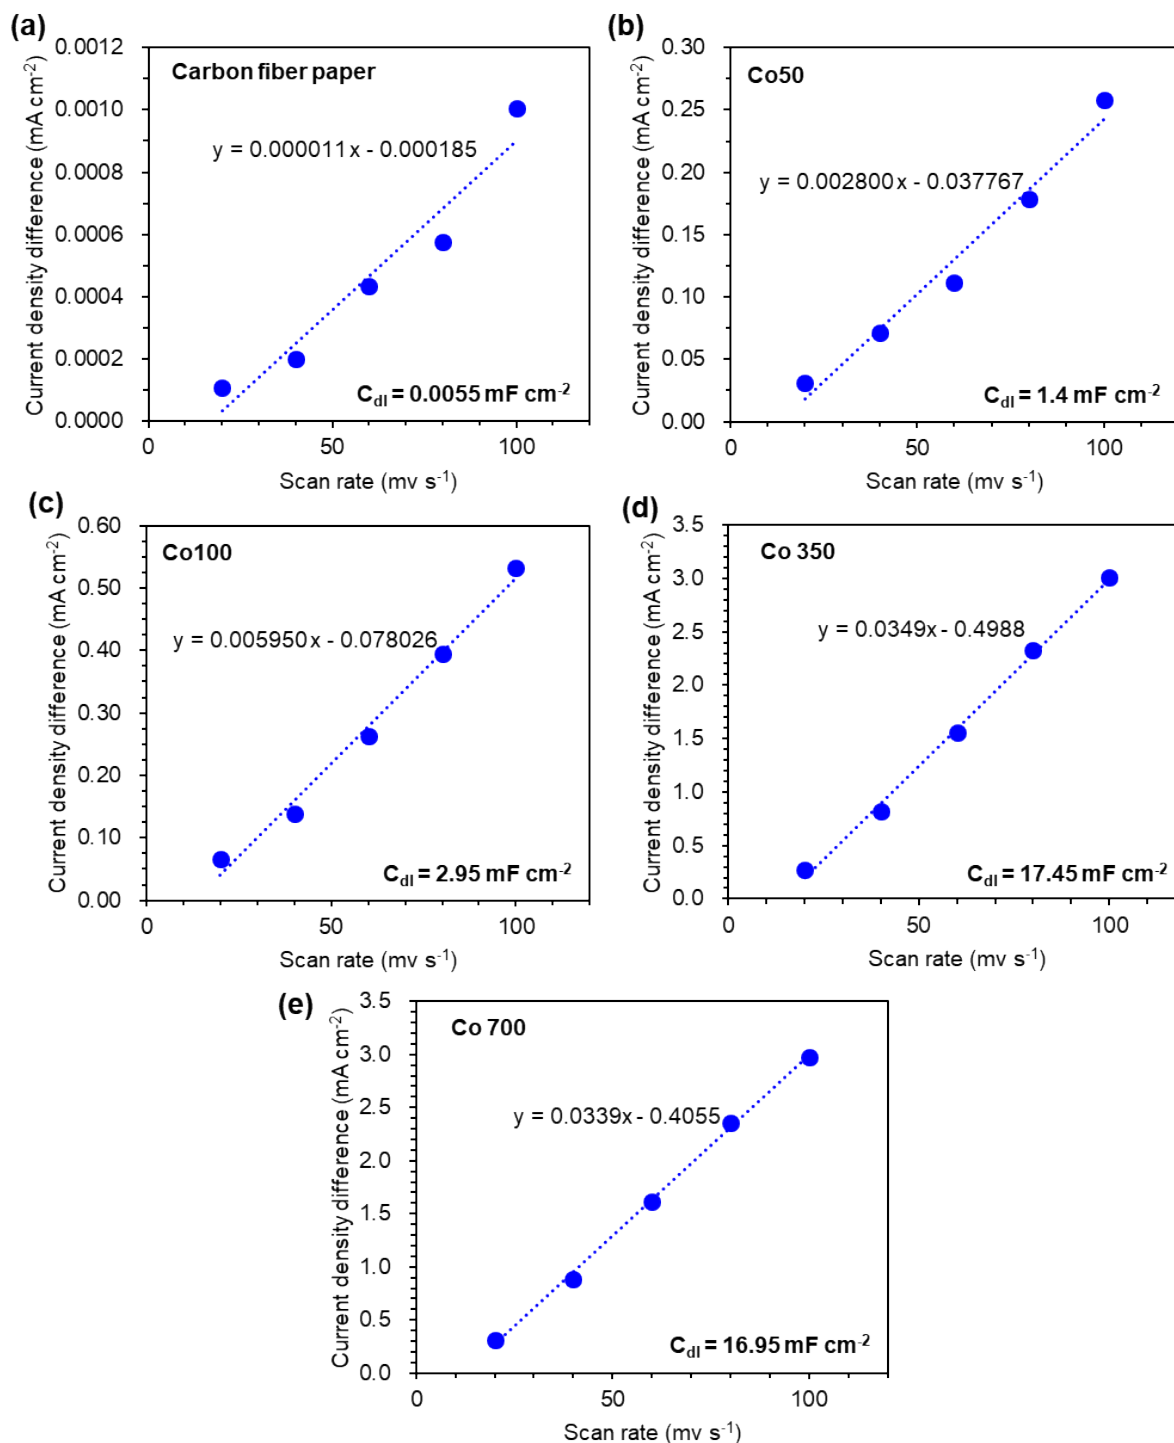 (a)
Carbon fiber paper
y = 0.000011x - 0.000185
C_dl = 0.0055 mF cm⁻²
Current density difference (mA cm⁻²)
0.0012
0.0010
0.0008
0.0006
0.0004
0.0002
0.0000
0 50 100
Scan rate (mv s⁻¹)
(b)
Co50
y = 0.002800x - 0.037767
C_dl = 1.4 mF cm⁻²
Current density difference (mA cm⁻²)
0.30
0.25
0.20
0.15
0.10
0.05
0.00
0 50 100
Scan rate (mv s⁻¹)
(c)
Co100
y = 0.005950x - 0.078026
C_dl = 2.95 mF cm⁻²
Current density difference (mA cm⁻²)
0.60
0.50
0.40
0.30
0.20
0.10
0.00
0 50 100
Scan rate (mv s⁻¹)
(d)
Co 350
y = 0.0349x - 0.4988
C_dl = 17.45 mF cm⁻²
Current density difference (mA cm⁻²)
3.5
3.0
2.5
2.0
1.5
1.0
0.5
0.0
0 50 100
Scan rate (mv s⁻¹)
(e)
Co 700
y = 0.0339x - 0.4055
C_dl = 16.95 mF cm⁻²
Current density difference (mA cm⁻²)
3.5
3.0
2.5
2.0
1.5
1.0
0.5
0.0
0 50 100
Scan rate (mv s⁻¹)